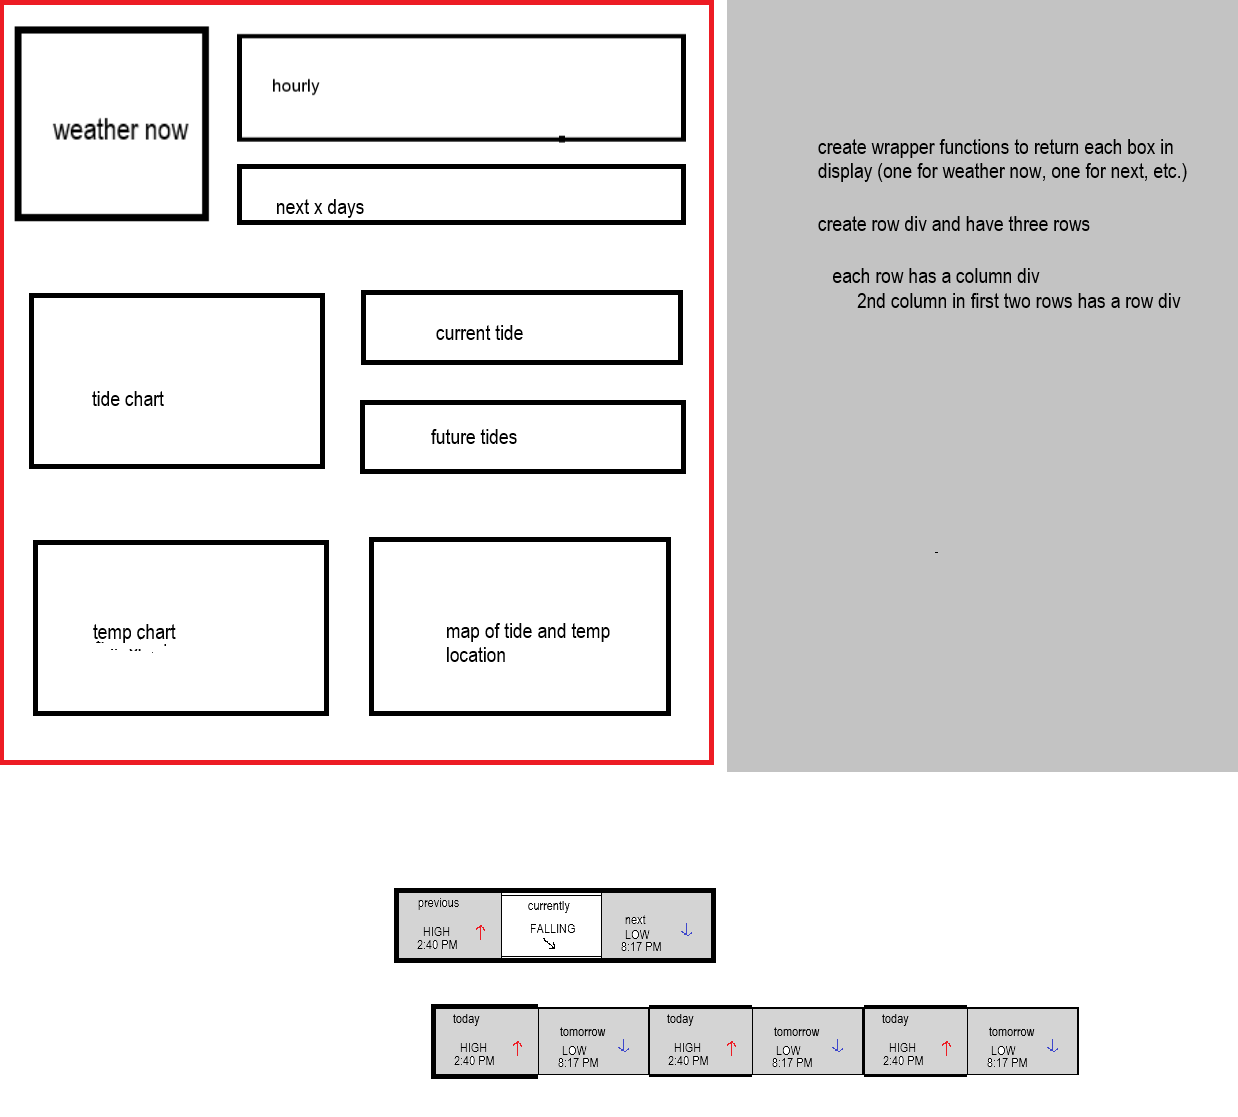 weather now
hourly
next x days
create wrapper functions to return each box in
display (one for weather now, one for next, etc.)
create row div and have three rows
each row has a column div
2nd column in first two rows has a row div
tide chart
current tide
future tides
temp chart
map of tide and temp
location
previous
HIGH
2:40 PM
currently
FALLING
next
LOW
8:17 PM
today
HIGH
2:40 PM
tomorrow
LOW
8:17 PM
today
HIGH
2:40 PM
tomorrow
LOW
8:17 PM
today
HIGH
2:40 PM
tomorrow
LOW
8:17 PM